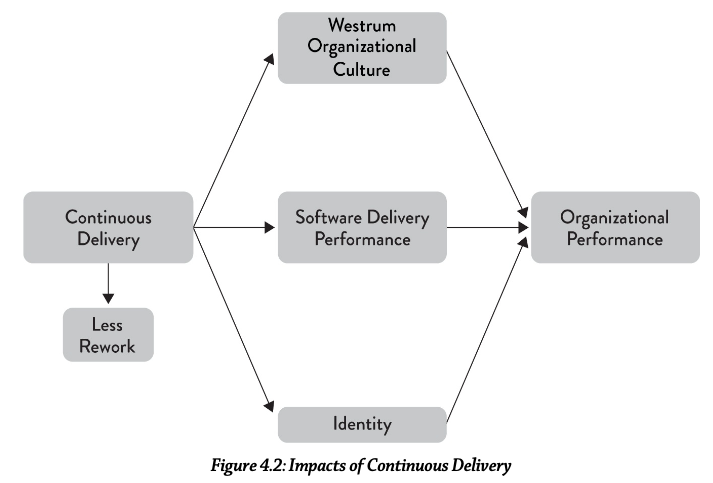 Westrum
Organizational
Culture
Continuous
Delivery
Software Delivery
Performance
Organizational
Performance
Less
Rework
Identity
Figure 4.2: Impacts of Continuous Delivery